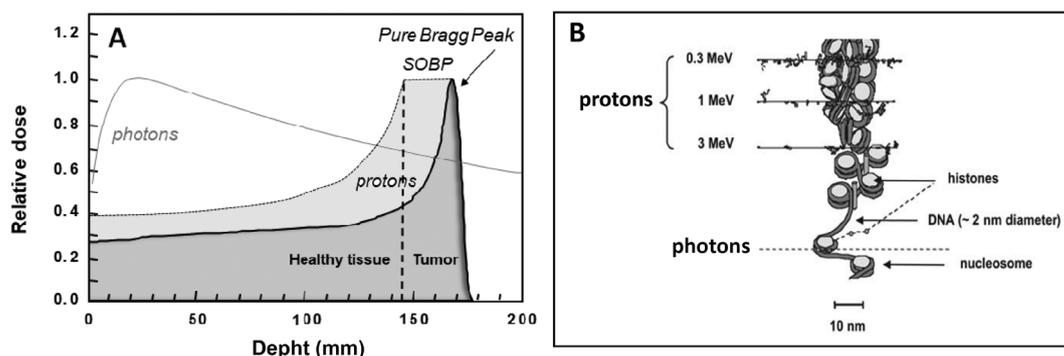 A
Pure Bragg Peak
SOBP
photons
protons
Healthy tissue
Tumor
Relative dose
1.2
1.0
0.8
0.6
0.4
0.2
0.0
0
50
100
150
200
Depht (mm)
B
0.3 MeV
protons
1 MeV
3 MeV
histones
DNA (~ 2 nm diameter)
photons
nucleosome
10 nm